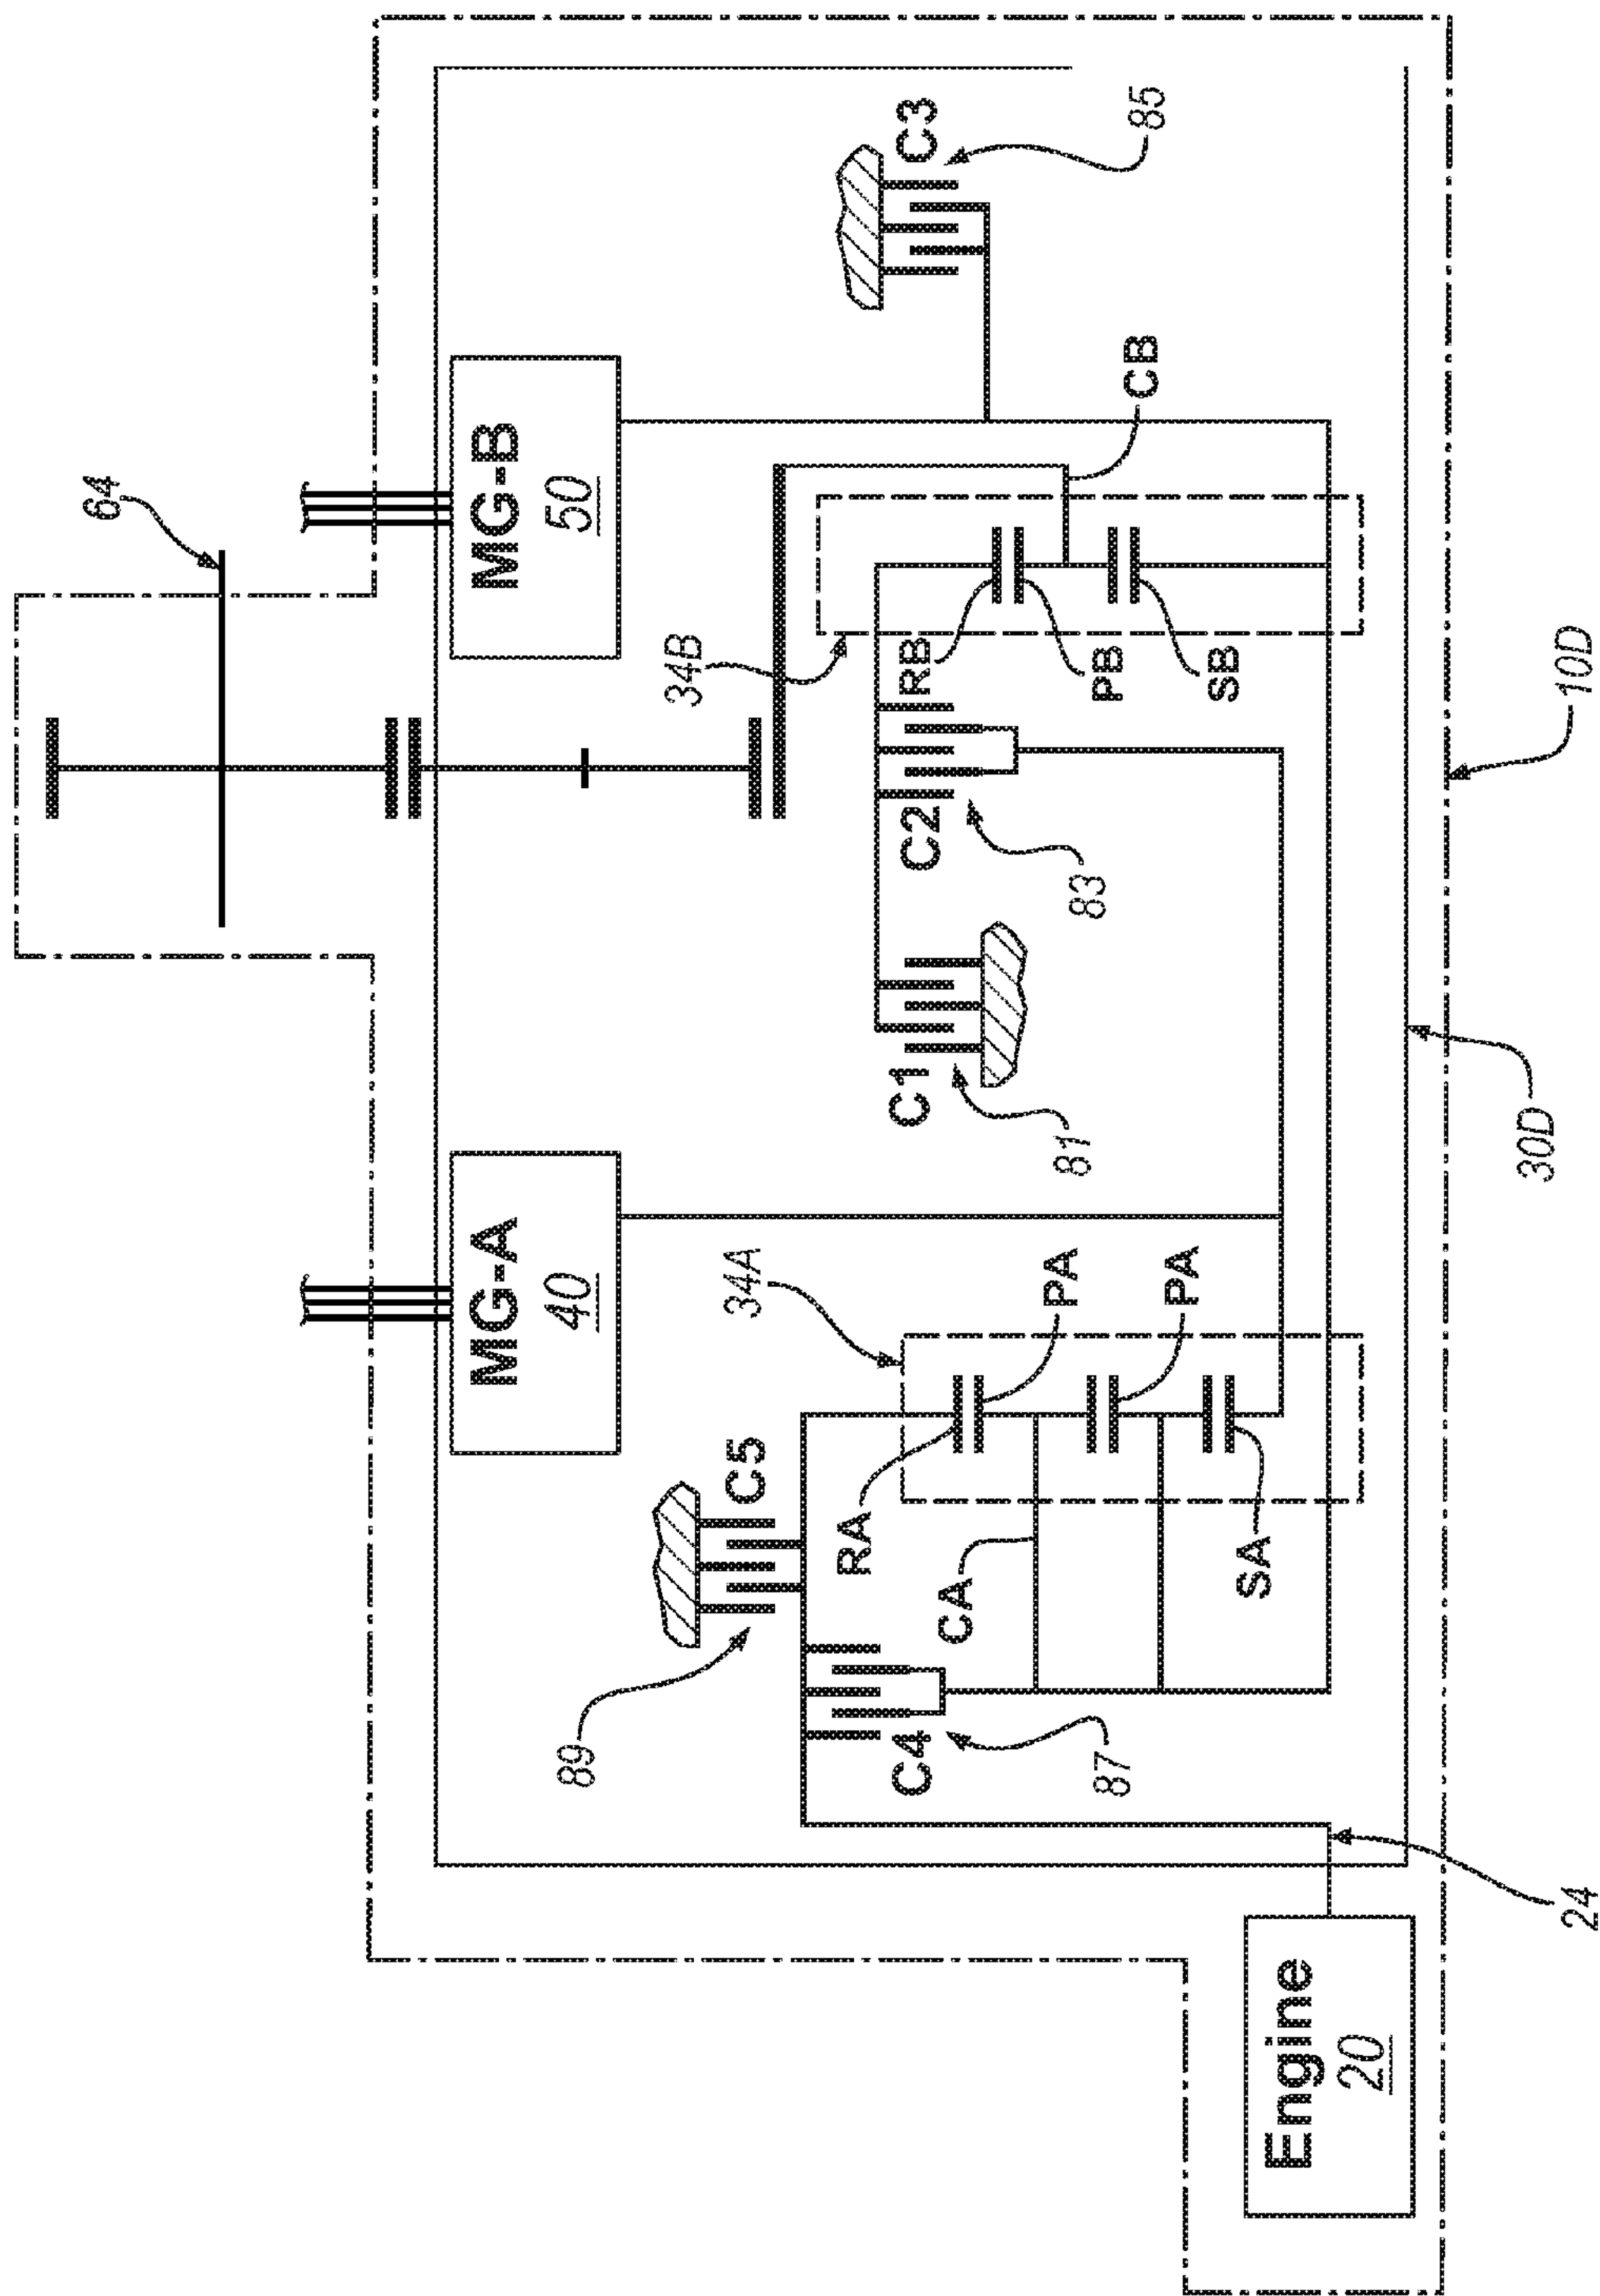 64
MG-A
40
MG-B
50
89
C5
34A
34B
C3
85
RA
PA
C1
C2
RB
C4
CA
PA
81
83
PB
CB
87
SA
SB
Engine
20
24
30D
10D